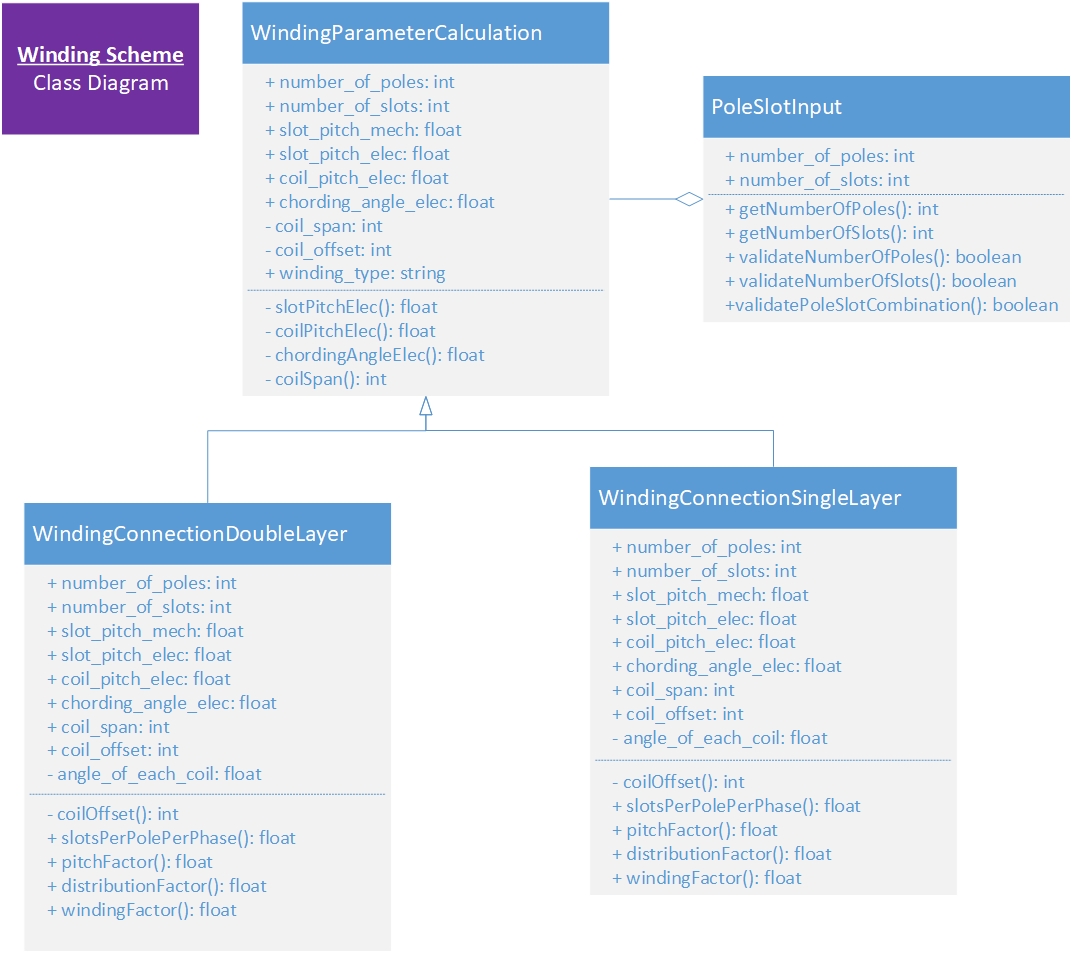 Winding Scheme
Class Diagram
WindingParameterCalculation
+ number_of_poles: int
+ number_of_slots: int
+ slot_pitch_mech: float
+ slot_pitch_elec: float
+ coil_pitch_elec: float
+ chording_angle_elec: float
- coil_span: int
- coil_offset: int
+ winding_type: string
- slotPitchElec(): float
- coilPitchElec(): float
- chordingAngleElec(): float
- coilSpan(): int
PoleSlotInput
+ number_of_poles: int
+ number_of_slots: int
+ getNumberOfPoles(): int
+ getNumberOfSlots(): int
+ validateNumberOfPoles(): boolean
+ validateNumberOfSlots(): boolean
+validatePoleSlotCombination(): boolean
WindingConnectionDoubleLayer
+ number_of_poles: int
+ number_of_slots: int
+ slot_pitch_mech: float
+ slot_pitch_elec: float
+ coil_pitch_elec: float
+ chording_angle_elec: float
+ coil_span: int
+ coil_offset: int
- angle_of_each_coil: float
- coilOffset(): int
+ slotsPerPolePerPhase(): float
+ pitchFactor(): float
+ distributionFactor(): float
+ windingFactor(): float
WindingConnectionSingleLayer
+ number_of_poles: int
+ number_of_slots: int
+ slot_pitch_mech: float
+ slot_pitch_elec: float
+ coil_pitch_elec: float
+ chording_angle_elec: float
+ coil_span: int
+ coil_offset: int
- angle_of_each_coil: float
- coilOffset(): int
+ slotsPerPolePerPhase(): float
+ pitchFactor(): float
+ distributionFactor(): float
+ windingFactor(): float